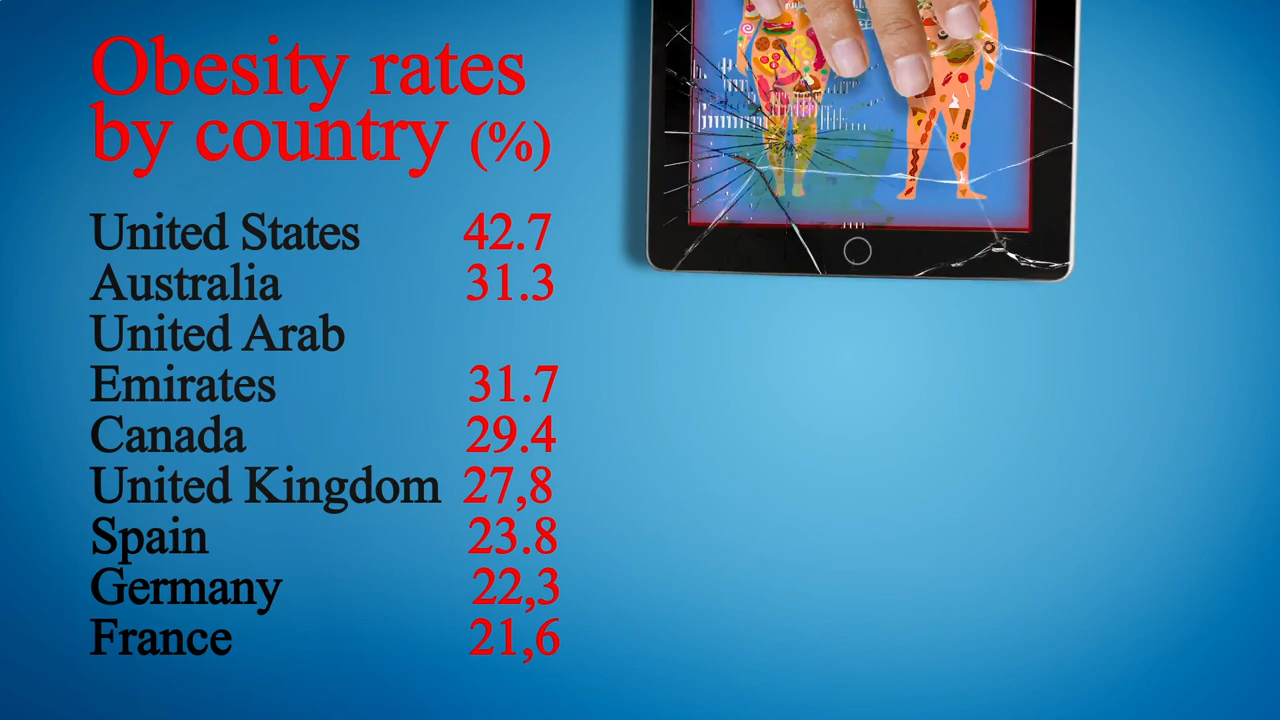 Obesity rates
by country (%)
United States 42.7
Australia 31.3
United Arab
Emirates 31.7
Canada 29.4
United Kingdom 27,8
Spain 23.8
Germany 22,3
France 21,6